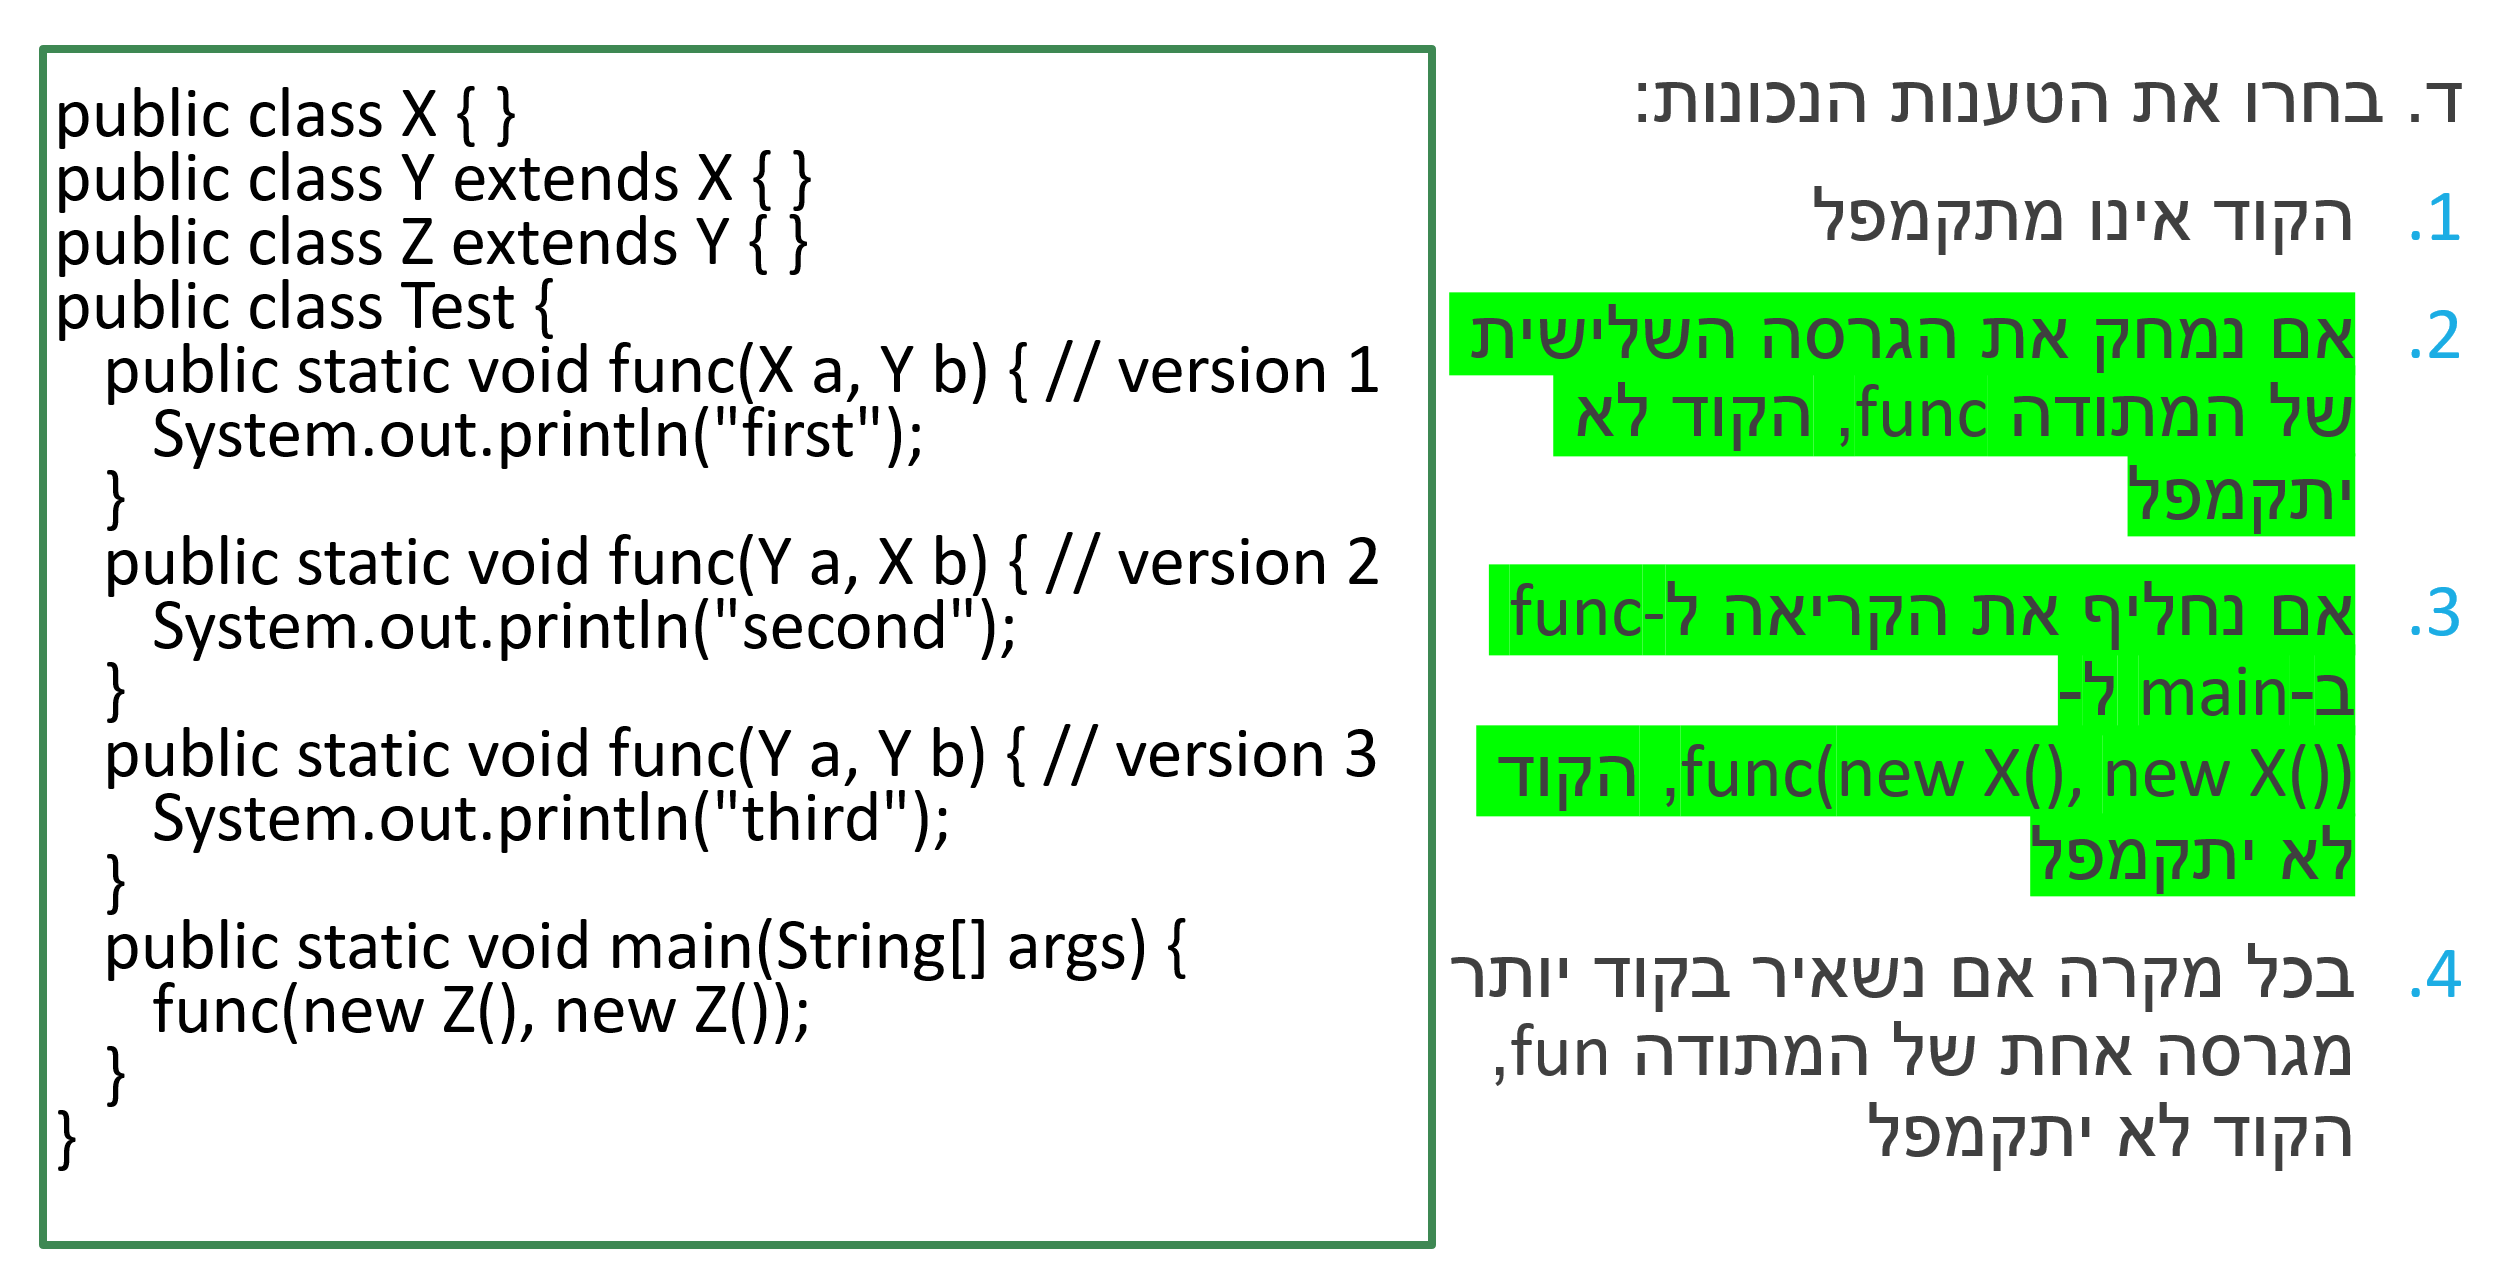 public class X { }
public class Y extends X { }
public class Z extends Y { }
public class Test {
public static void func(X a, Y b) { // version 1
System.out.println("first");
}
public static void func(Y a, X b) { // version 2
System.out.println("second");
}
public static void func(Y a, Y b) { // version 3
System.out.println("third");
}
public static void main(String[] args) {
func(new Z(), new Z());
}
}
ד. בחרו את הטענות הנכונות:
1. הקוד אינו מתקמפל
2. אם נמחק את הגרסה השלישית
של המתודה func, הקוד לא
יתקמפל
3. אם נחליף את הקריאה ל-func
ב-main ל-
func(new X(), new X()), הקוד
לא יתקמפל
4. בכל מקרה אם נשאיר בקוד יותר
מגרסה אחת של המתודה fun,
הקוד לא יתקמפל